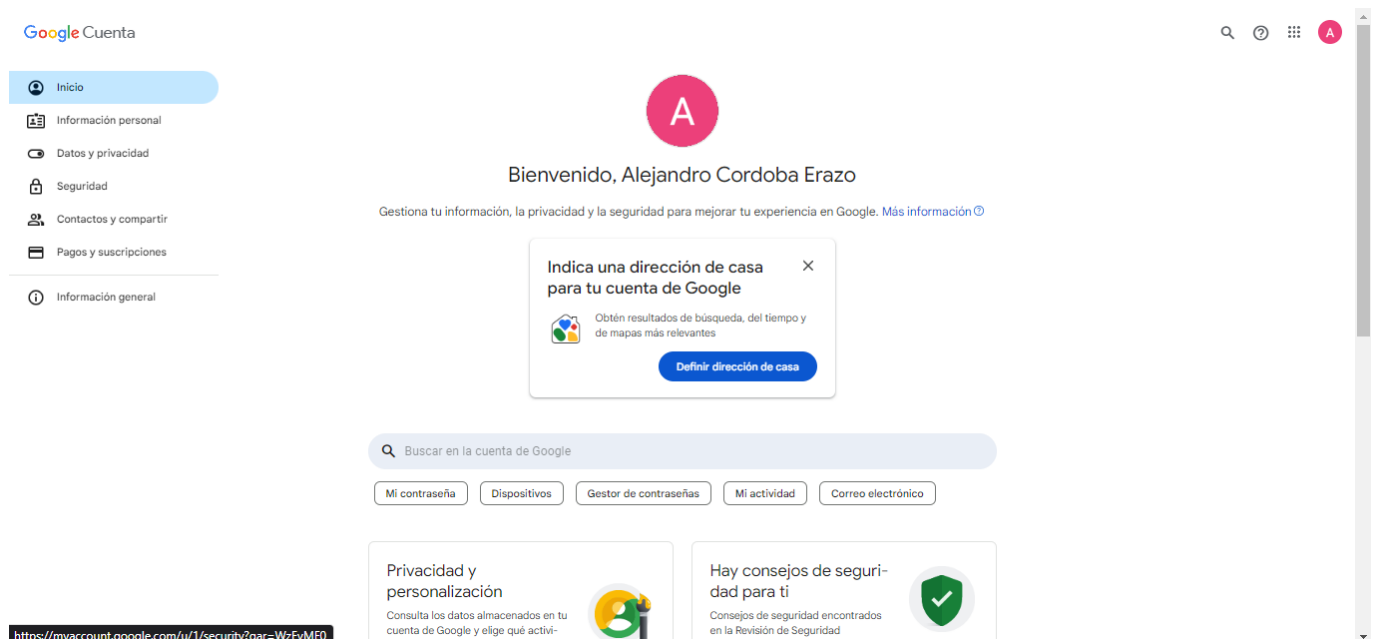 Google Cuenta
A
Inicio
Información personal
Datos y privacidad
Seguridad
Contactos y compartir
Pagos y suscripciones
Información general
A
Bienvenido, Alejandro Cordoba Erazo
Gestiona tu información, la privacidad y la seguridad para mejorar tu experiencia en Google. Más información
Indica una dirección de casa
para tu cuenta de Google
Obtén resultados de búsqueda, del tiempo y
de mapas más relevantes
Definir dirección de casa
Buscar en la cuenta de Google
Mi contraseña Dispositivos Gestor de contraseñas Mi actividad Correo electrónico
Privacidad y
personalización
Consulta los datos almacenados en tu
cuenta de Google y elige qué activi-
Hay consejos de seguri-
dad para ti
Consejos de seguridad encontrados
en la Revisión de Seguridad